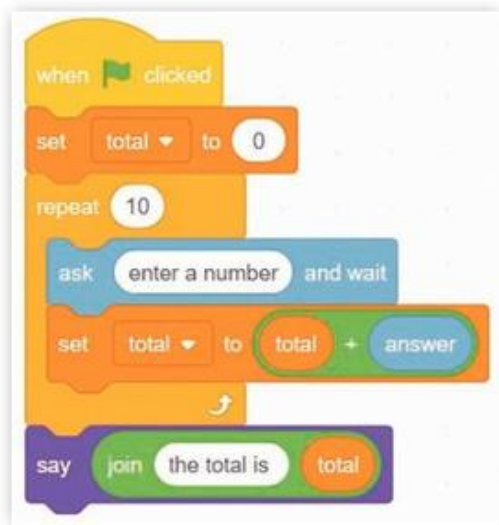 when clicked
set total to 0
repeat 10
ask enter a number and wait
set total to total + answer
say join the total is total